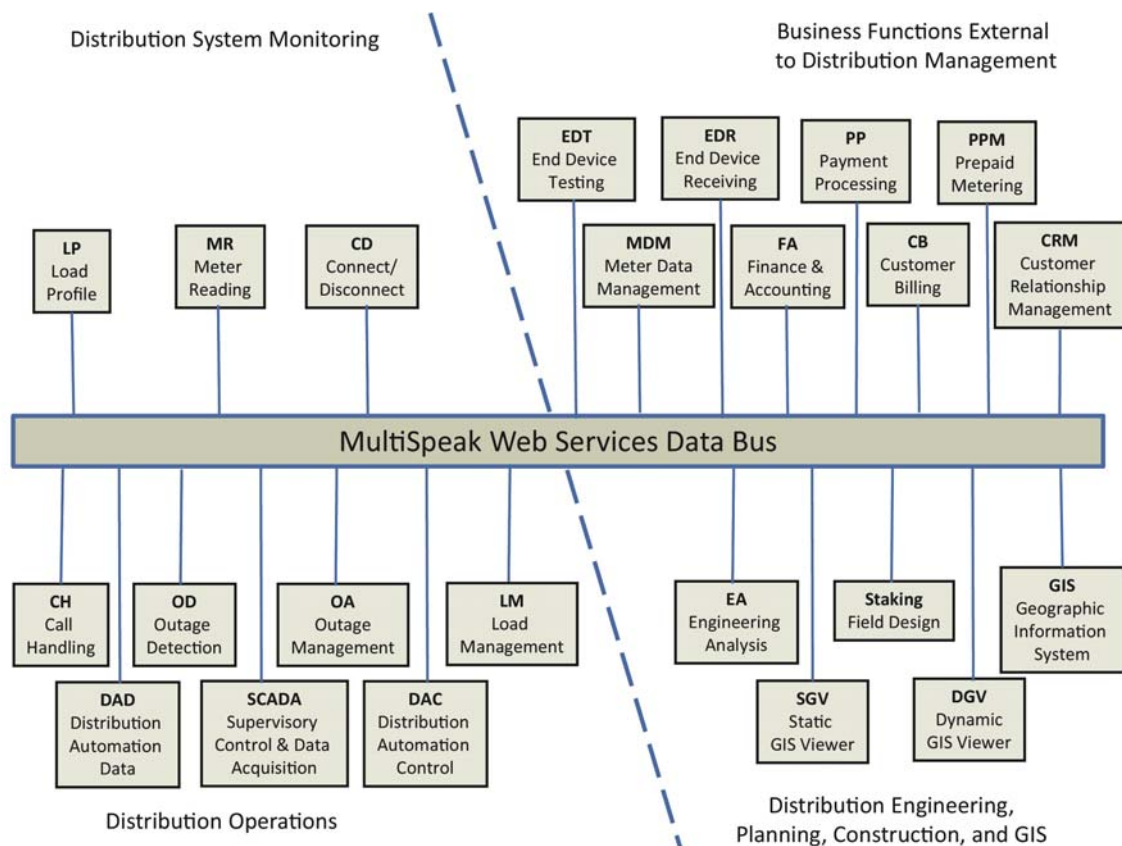 Distribution System Monitoring
Business Functions External
to Distribution Management
EDT
End Device
Testing
EDR
End Device
Receiving
PP
Payment
Processing
PPM
Prepaid
Metering
LP
Load
Profile
MR
Meter
Reading
CD
Connect/
Disconnect
MDM
Meter Data
Management
FA
Finance &
Accounting
CB
Customer
Billing
CRM
Customer
Relationship
Management
MultiSpeak Web Services Data Bus
CH
Call
Handling
OD
Outage
Detection
OA
Outage
Management
LM
Load
Management
EA
Engineering
Analysis
Staking
Field Design
GIS
Geographic
Information
System
DAD
Distribution
Automation
Data
SCADA
Supervisory
Control & Data
Acquisition
DAC
Distribution
Automation
Control
SGV
Static
GIS Viewer
DGV
Dynamic
GIS Viewer
Distribution Operations
Distribution Engineering,
Planning, Construction, and GIS